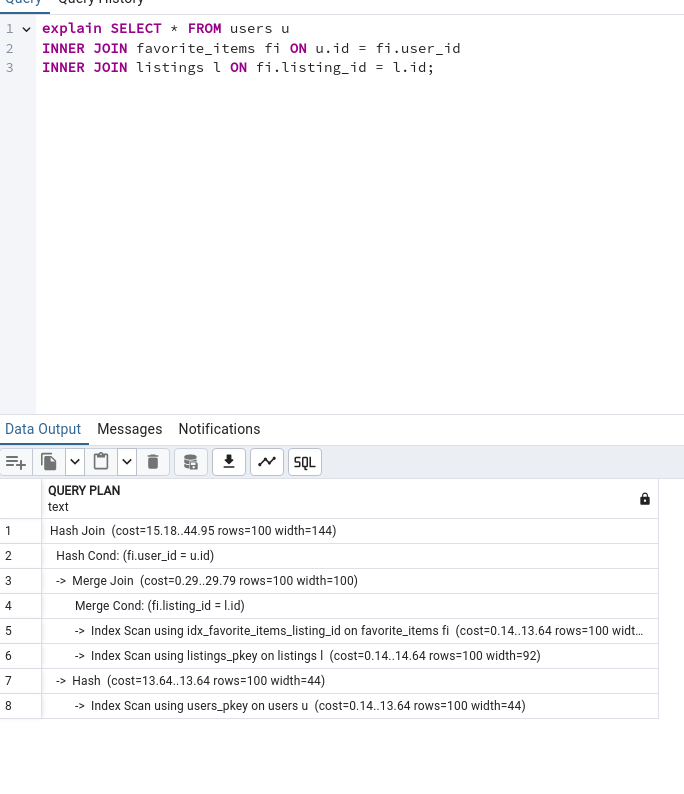 Query Query History
1 explain SELECT * FROM users u
2 INNER JOIN favorite_items fi ON u.id = fi.user_id
3 INNER JOIN listings l ON fi.listing_id = l.id;
Data Output Messages Notifications
SQL
QUERY PLAN
text
1 Hash Join (cost=15.18..44.95 rows=100 width=144)
2 Hash Cond: (fi.user_id = u.id)
3 -> Merge Join (cost=0.29..29.79 rows=100 width=100)
4 Merge Cond: (fi.listing_id = l.id)
5 -> Index Scan using idx_favorite_items_listing_id on favorite_items fi (cost=0.14..13.64 rows=100 widt…
6 -> Index Scan using listings_pkey on listings l (cost=0.14..14.64 rows=100 width=92)
7 -> Hash (cost=13.64..13.64 rows=100 width=44)
8 -> Index Scan using users_pkey on users u (cost=0.14..13.64 rows=100 width=44)